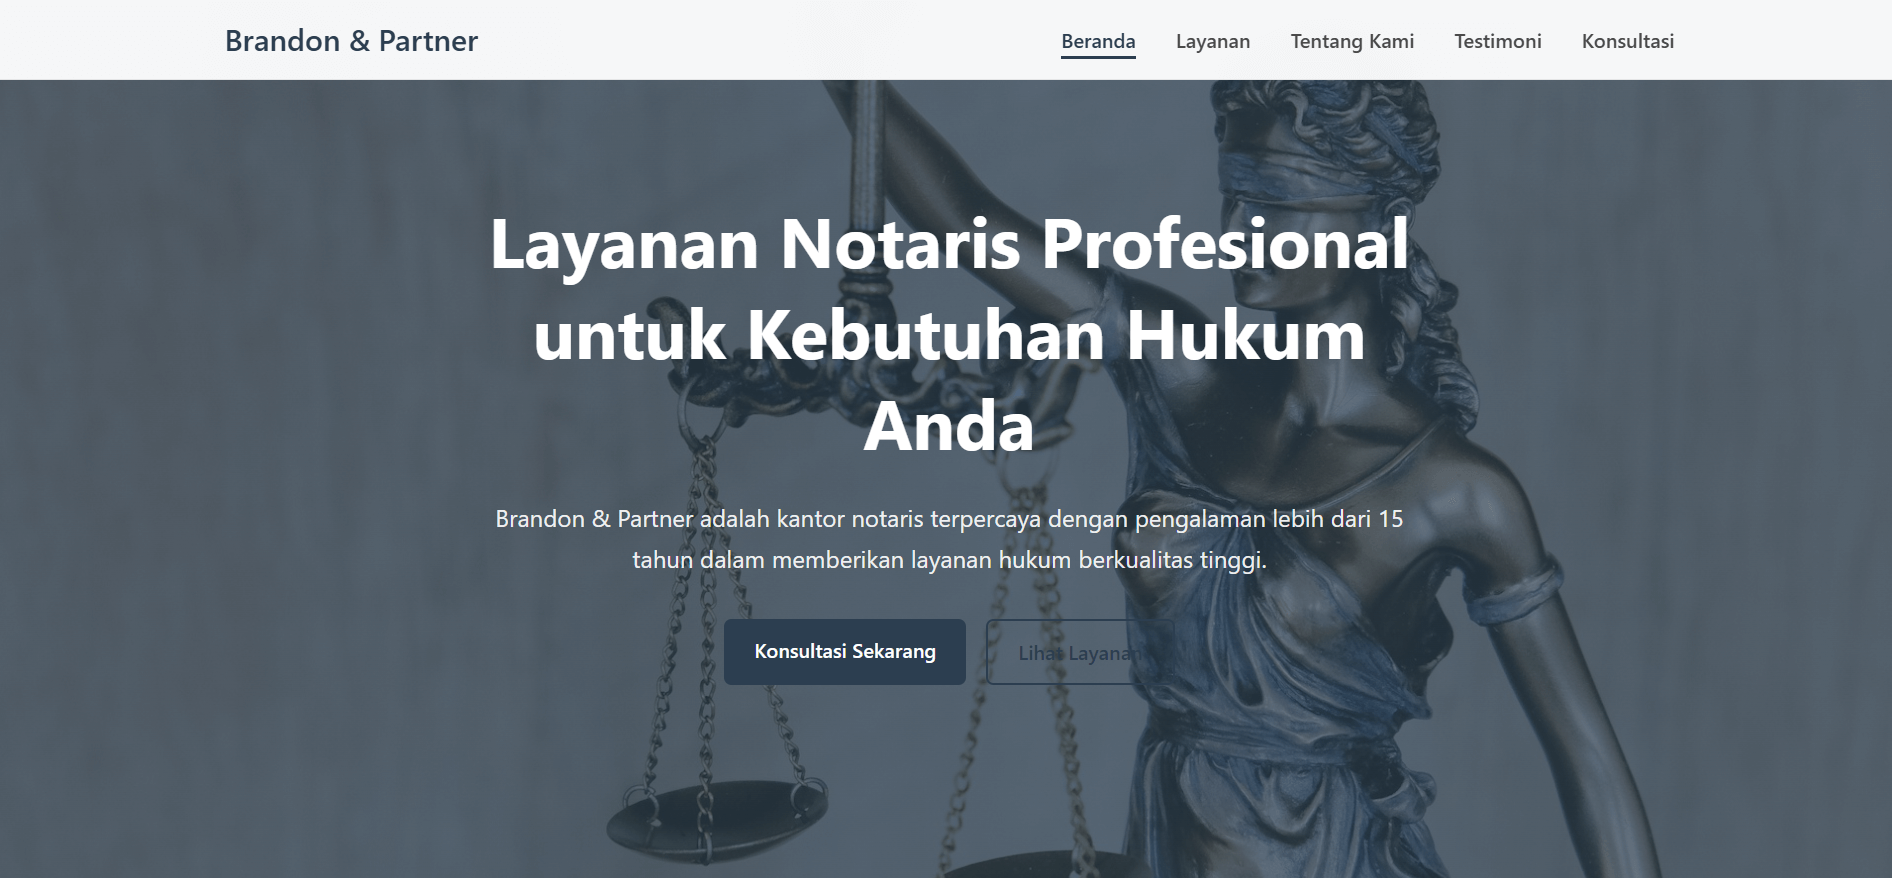 Brandon & Partner
Beranda
Layanan
Tentang Kami
Testimoni
Konsultasi
Layanan Notaris Profesional
untuk Kebutuhan Hukum
Anda
Brandon & Partner adalah kantor notaris terpercaya dengan pengalaman lebih dari 15
tahun dalam memberikan layanan hukum berkualitas tinggi.
Konsultasi Sekarang
Lihat Layanan